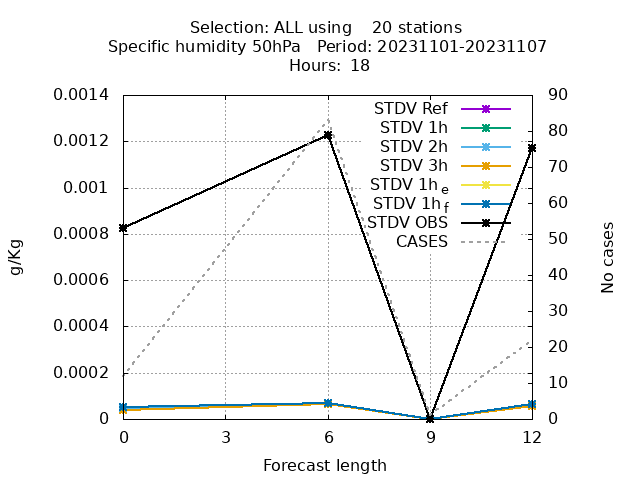 Selection: ALL using    20 stations
Specific humidity 50hPa   Period: 20231101-20231107
Hours: 18
0.0014
0.0012
0.001
0.0008
0.0006
0.0004
0.0002
0
g/Kg
90
80
70
60
50
40
30
20
10
0
No cases
STDV Ref
STDV 1h
STDV 2h
STDV 3h
STDV 1h e
STDV 1h f
STDV OBS
CASES
0 3 6 9 12
Forecast length